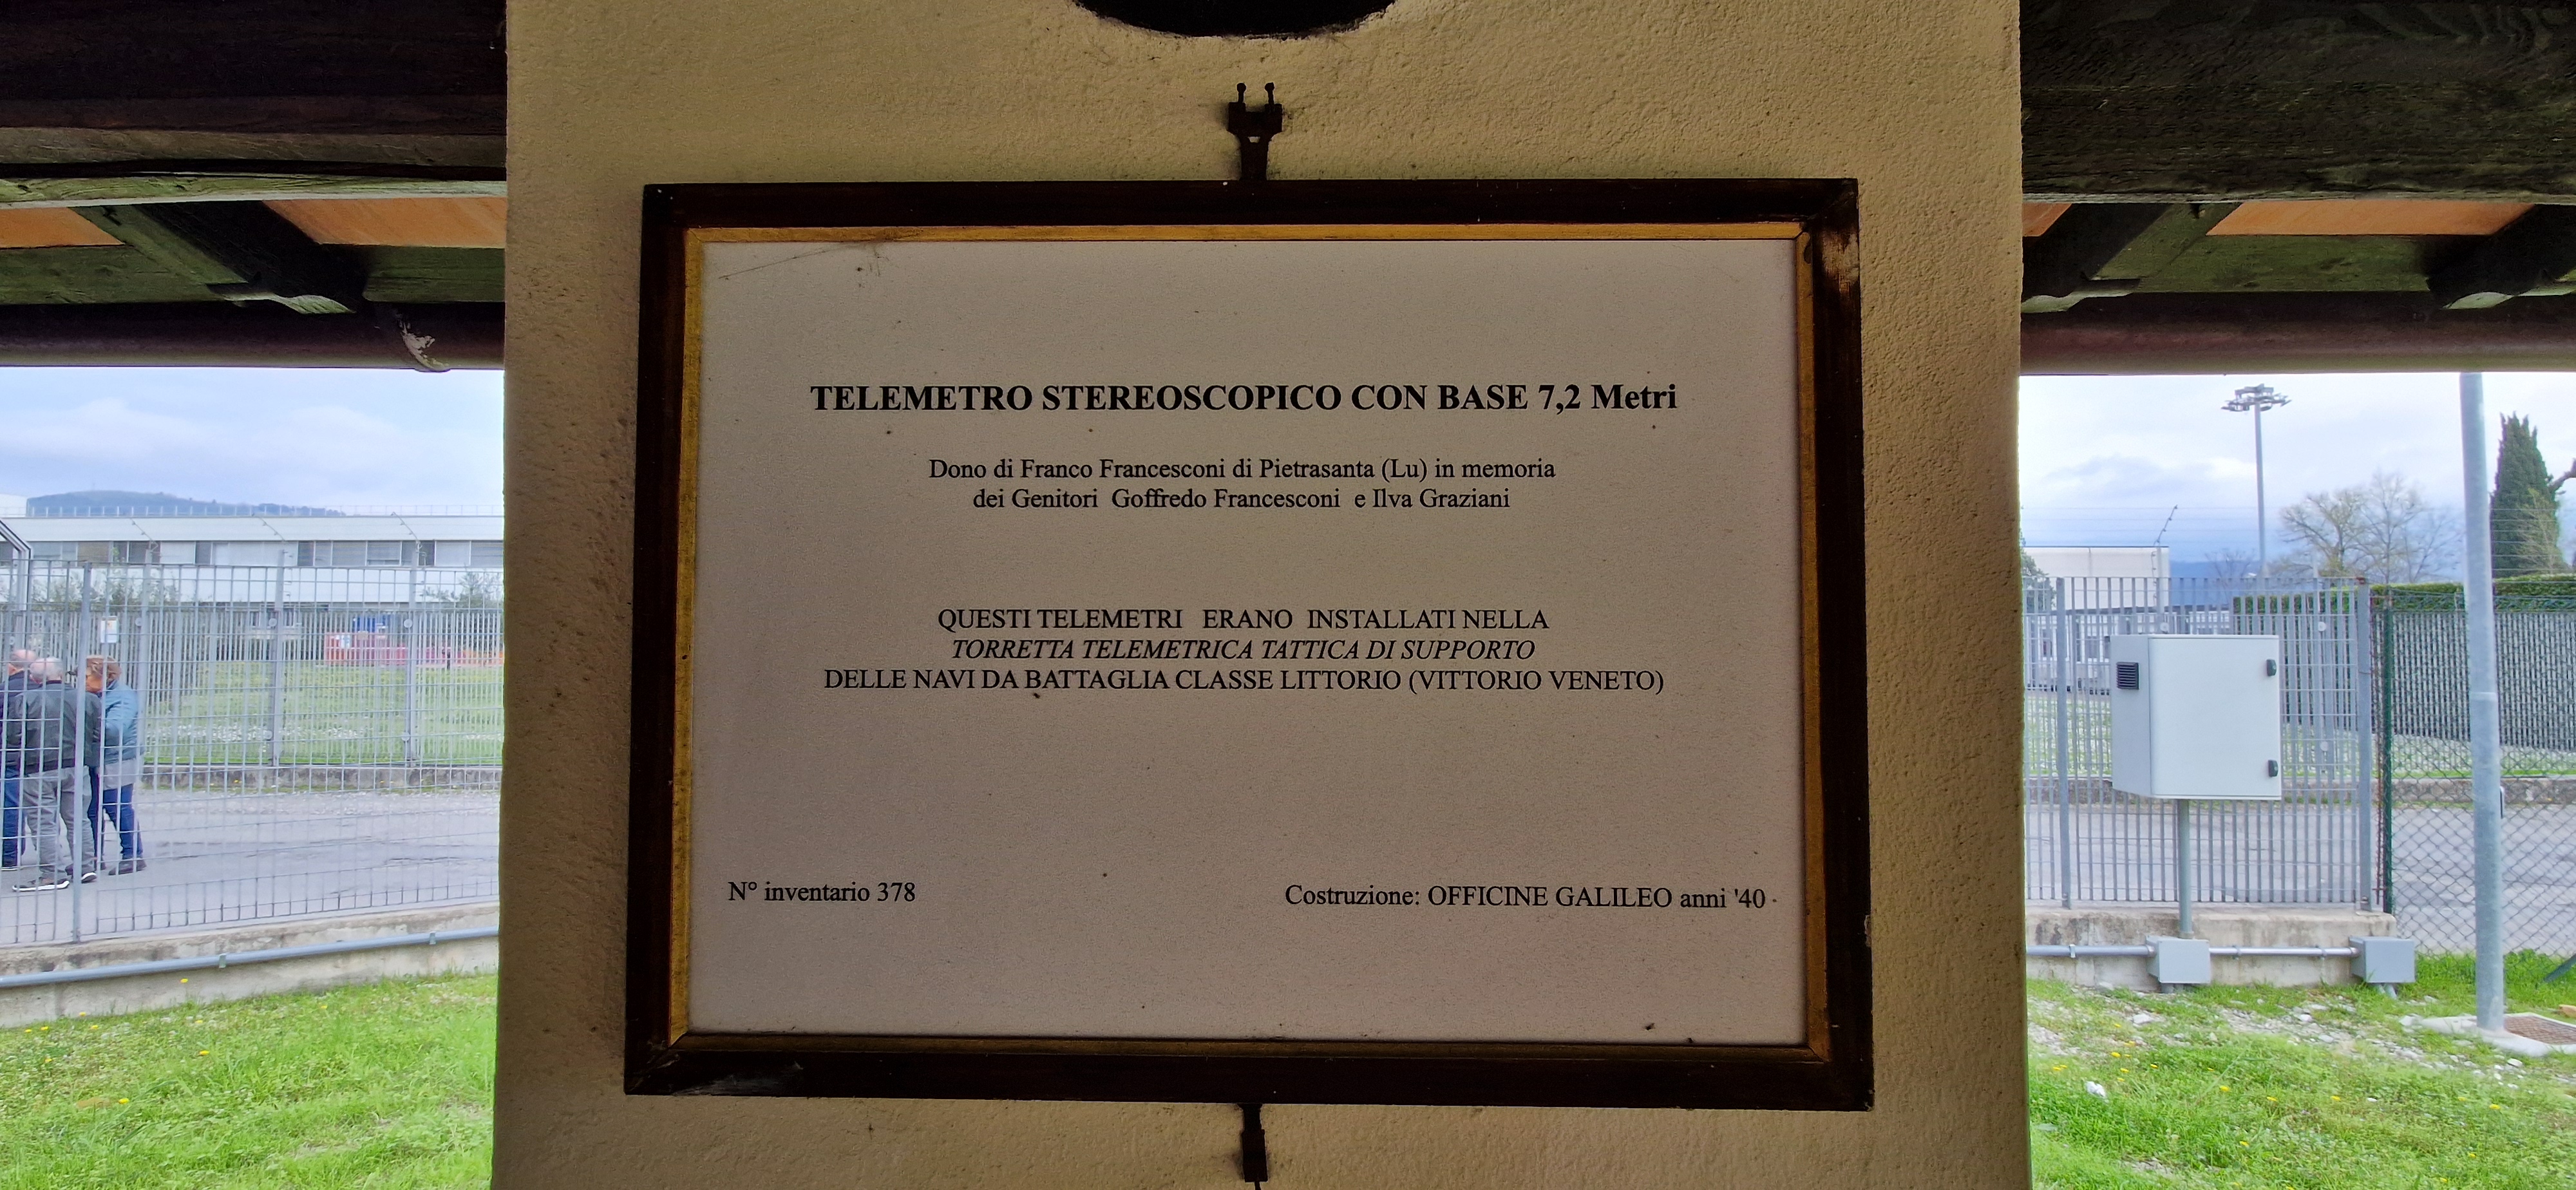 TELEMETRO STEREOSCOPICO CON BASE 7,2 Metri
Dono di Franco Francesconi di Pietrasanta (Lu) in memoria
dei Genitori Goffredo Francesconi e Ilva Graziani
QUESTI TELEMETRI ERANO INSTALLATI NELLA
TORRETTA TELEMETRICA TATTICA DI SUPPORTO
DELLE NAVI DA BATTAGLIA CLASSE LITTORIO (VITTORIO VENETO)
N° inventario 378
Costruzione: OFFICINE GALILEO anni '40